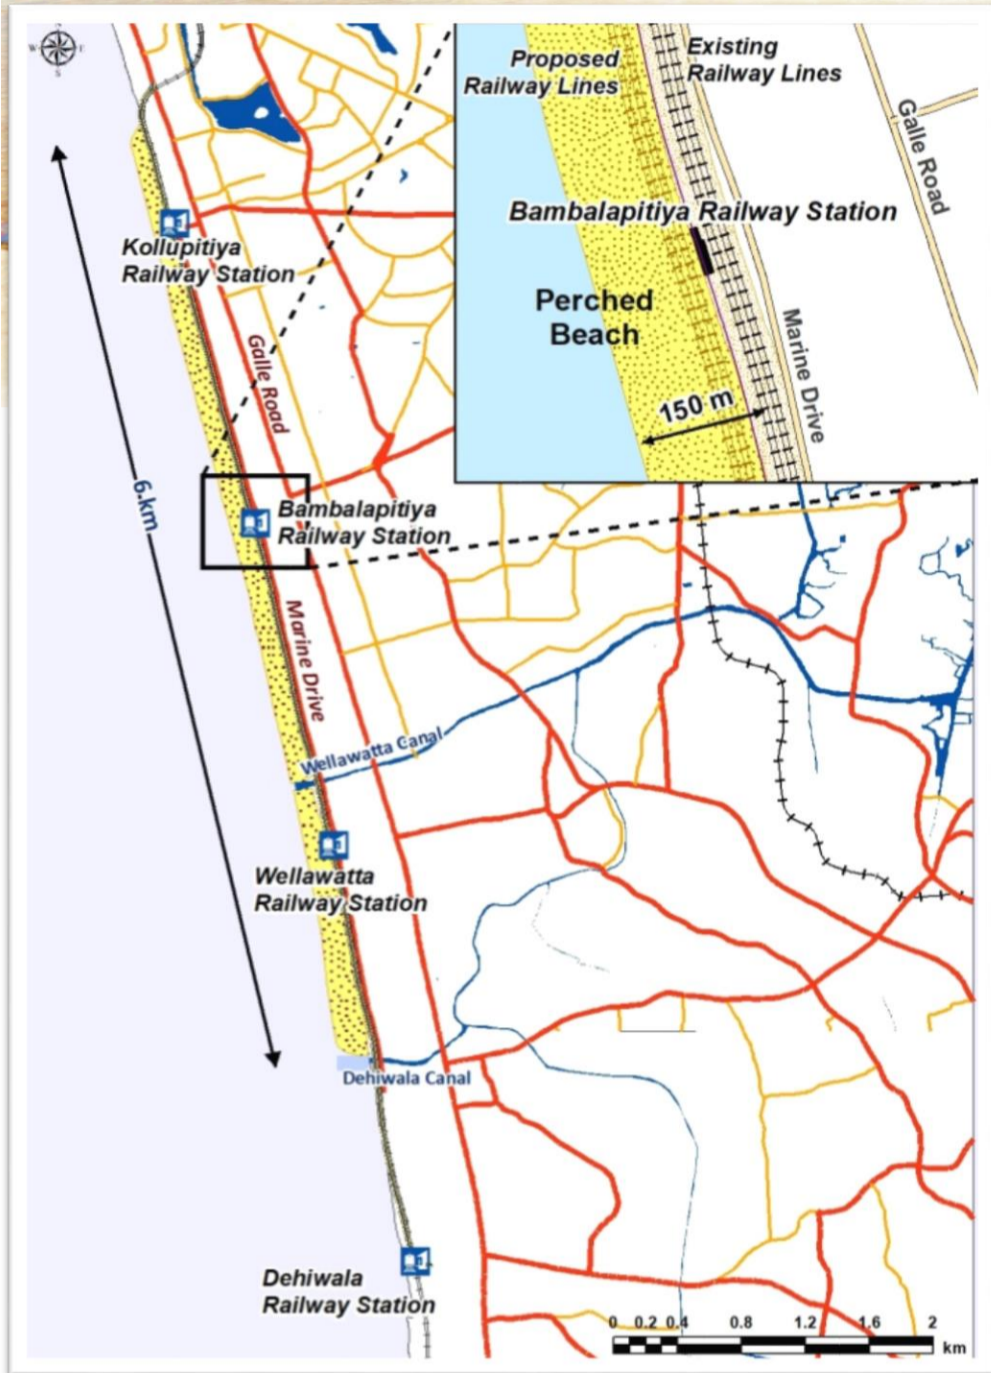 N
W
E
S
Proposed
Railway Lines
Existing
Railway Lines
Galle Road
Bambalapitiya Railway Station
Perched
Beach
Marine Drive
150 m
Kollupitiya
Railway Station
Galle Road
6 km
Bambalapitiya
Railway Station
Marine Drive
Wellawatta Canal
Wellawatta
Railway Station
Dehiwala Canal
Dehiwala
Railway Station
0 0.2 0.4 0.8 1.2 1.6 2
km